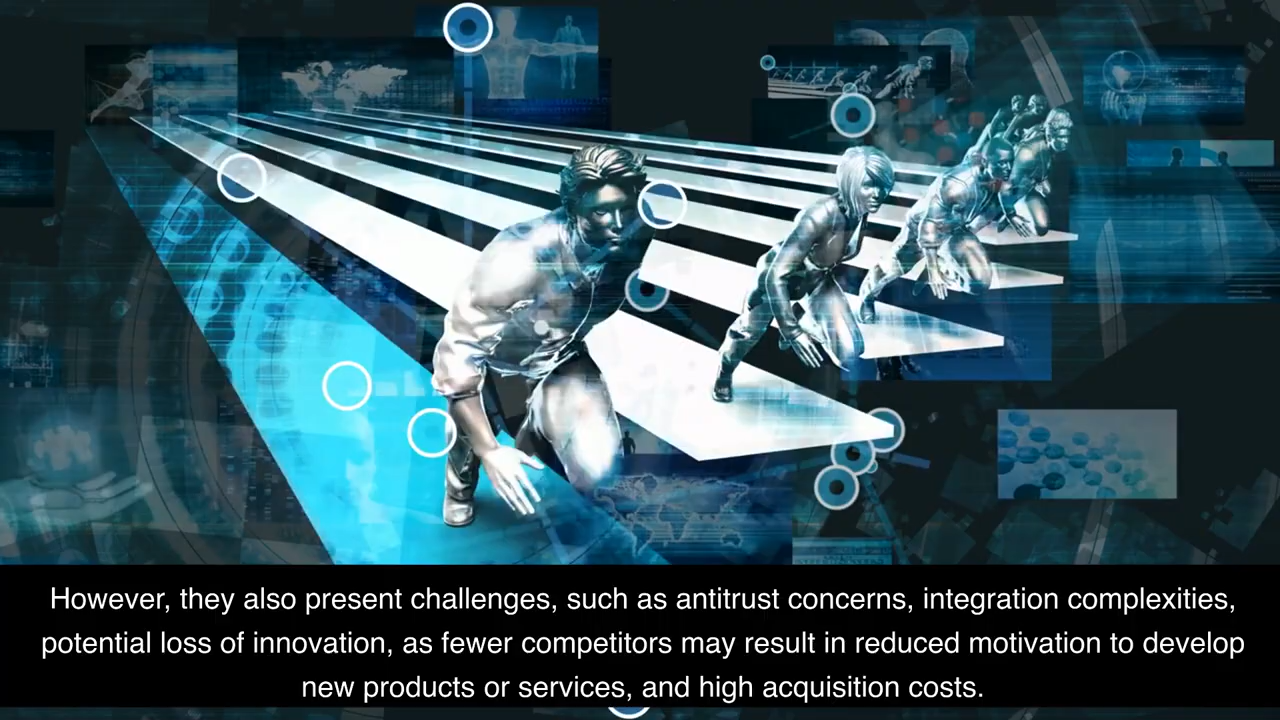 However, they also present challenges, such as antitrust concerns, integration complexities,
potential loss of innovation, as fewer competitors may result in reduced motivation to develop
new products or services, and high acquisition costs.